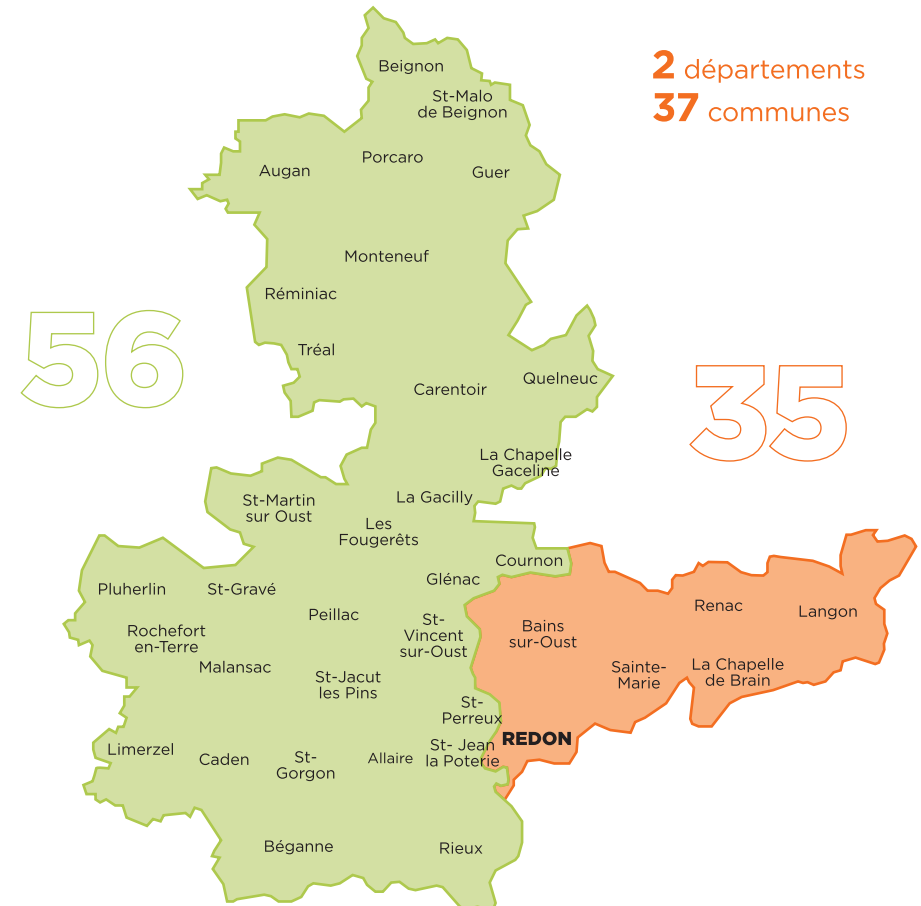 2 départements
37 communes
Beignon
St-Malo
de Beignon
Porcaro
Augan
Guer
Monteneuf
Réminiac
56
Tréal
Quelneuc
Carentoir
35
La Chapelle
Gaceline
La Gacilly
St-Martin
sur Oust
Les
Fougerêts
Cournon
Glénac
Pluherlin
St-Gravé
Renac
Langon
Peillac
St-
Vincent
sur-Oust
Bains
sur-Oust
Rochefort
en-Terre
Malansac
Sainte-
Marie
La Chapelle
de Brain
St-Jacut
les Pins
St-
Perreux
REDON
Limerzel
Caden
St-
Gorgon
Allaire
St- Jean
la Poterie
Béganne
Rieux